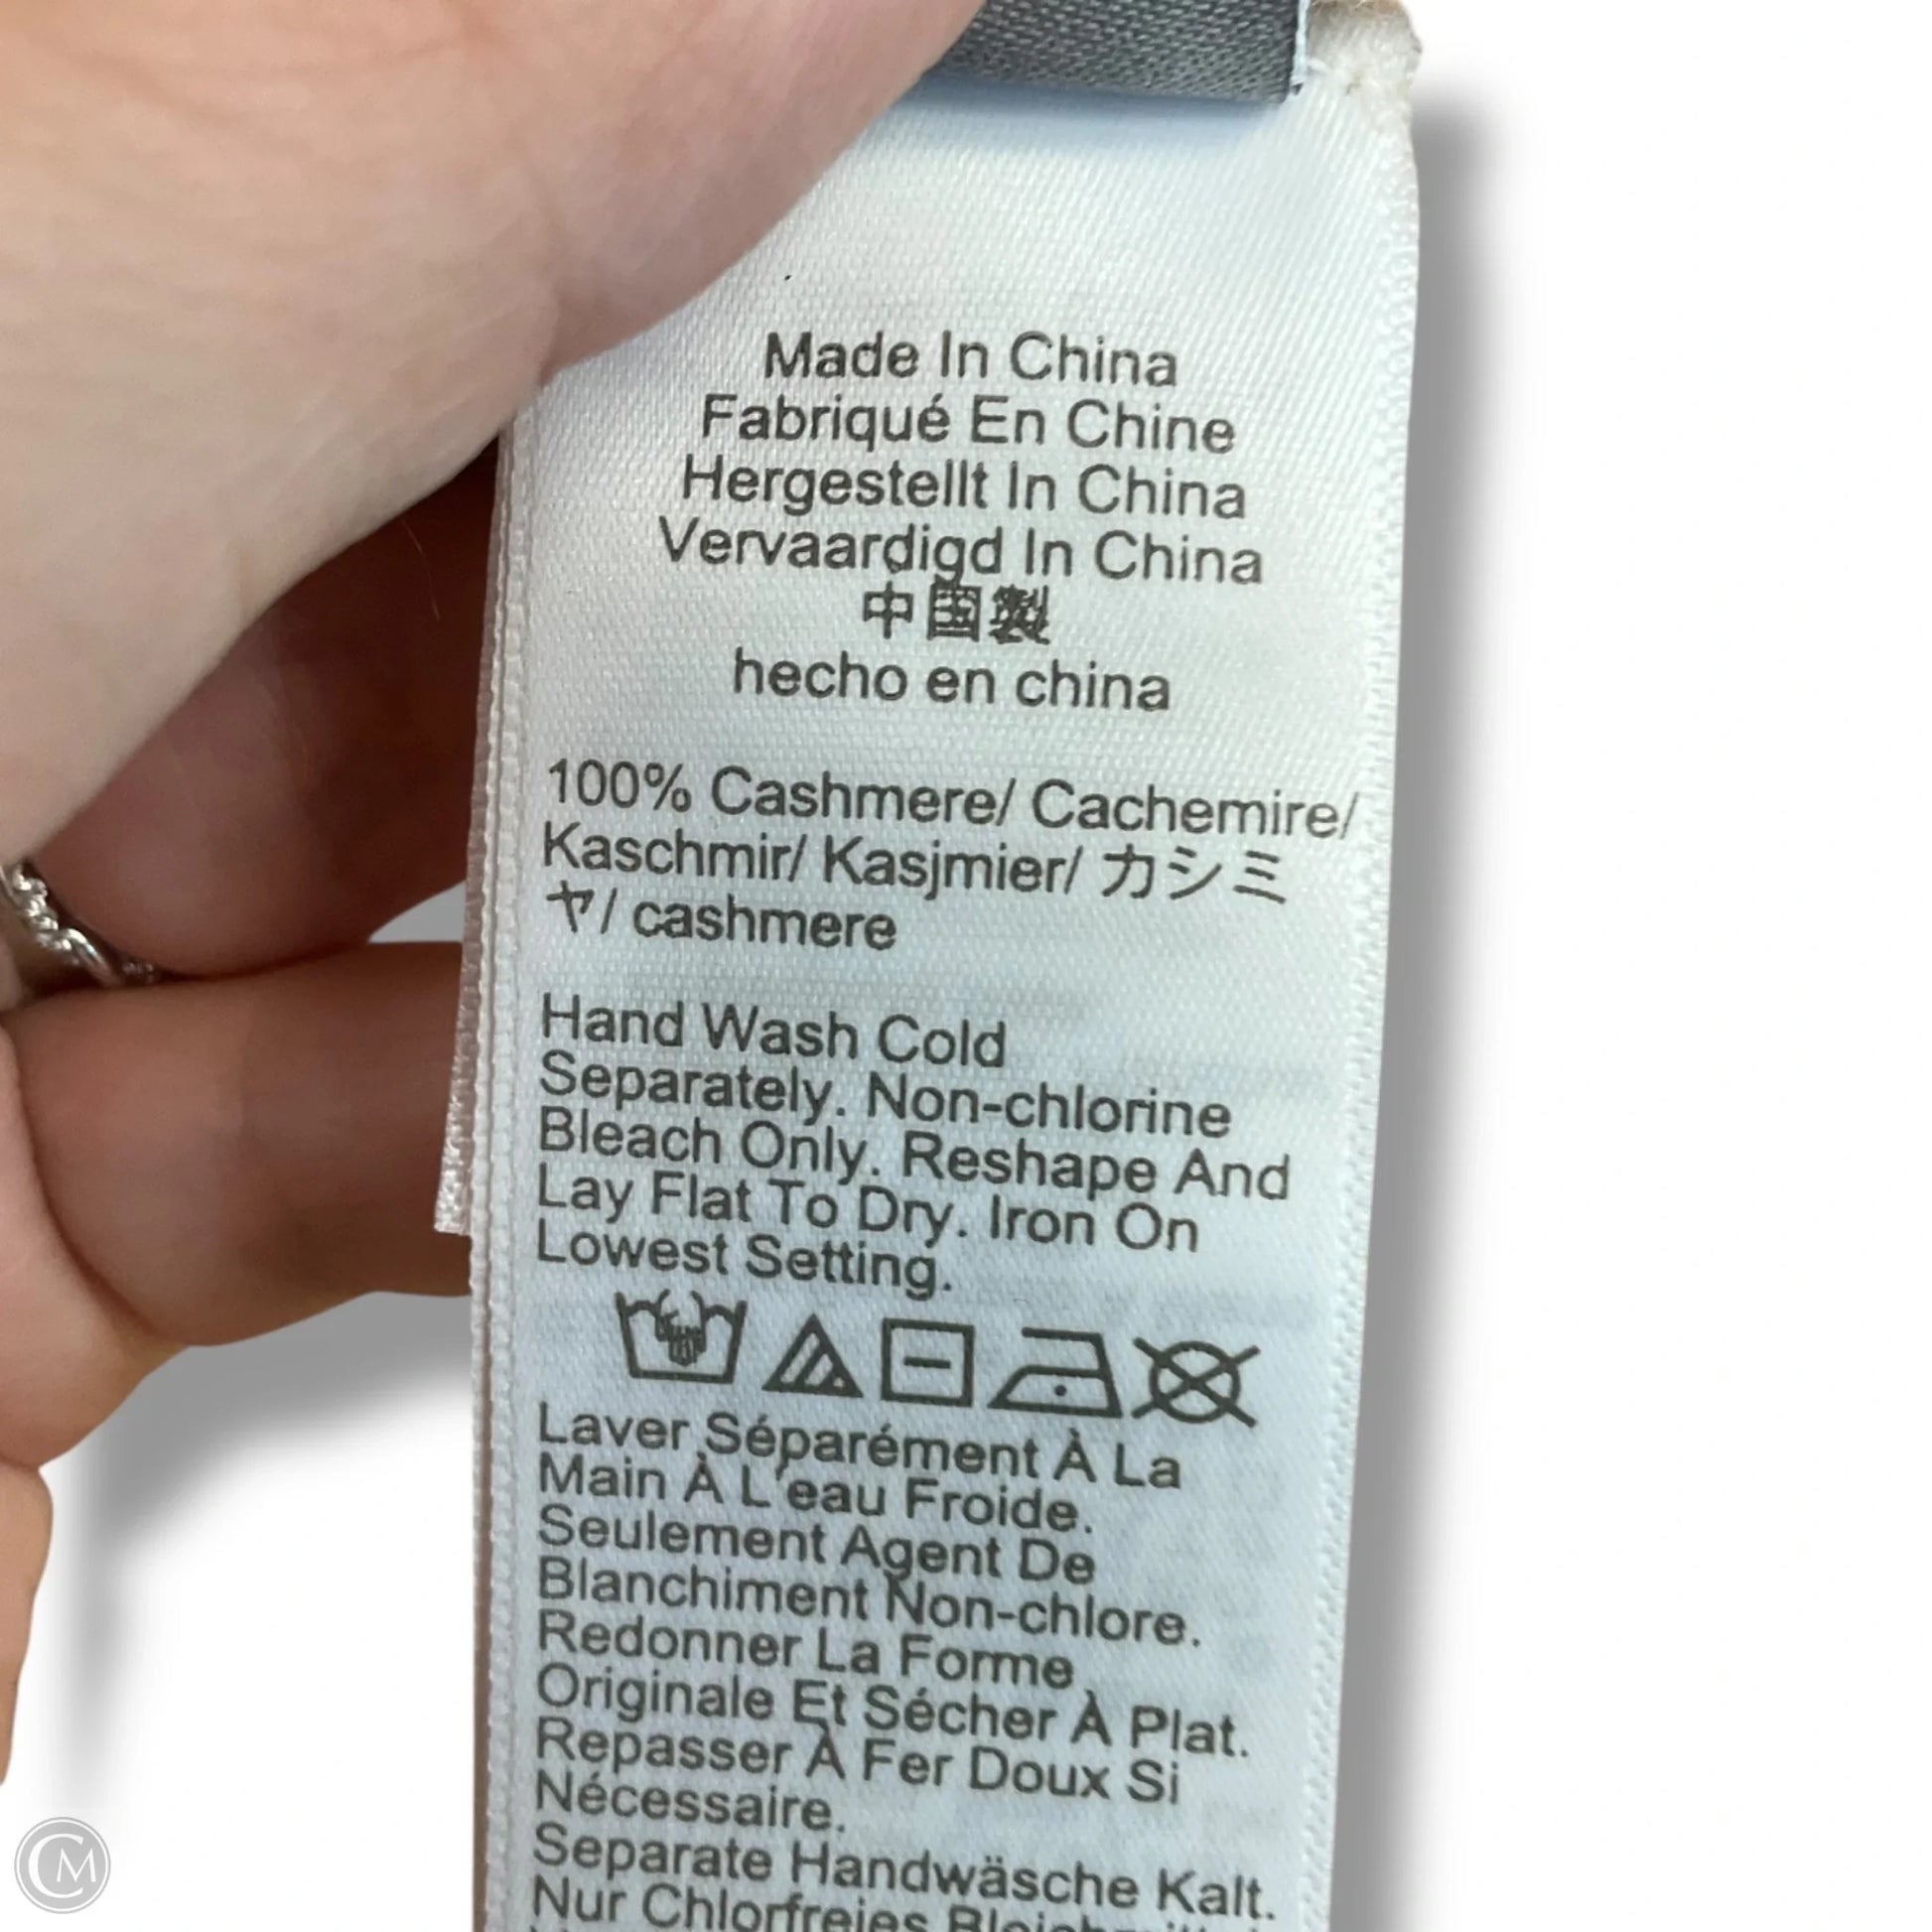 Made In China
Fabriqué En Chine
Hergestellt In China
Vervaardigd In China
中国製
hecho en china
100% Cashmere/ Cachemire/
Kaschmir/ Kasjmier/ カシミ
ヤ/ cashmere
Hand Wash Cold
Separately. Non-chlorine
Bleach Only. Reshape And
Lay Flat To Dry. Iron On
Lowest Setting.
Laver Séparément À La
Main À L'eau Froide.
Seulement Agent De
Blanchiment Non-chlore.
Redonner La Forme
Originale Et Sécher À Plat.
Repasser À Fer Doux Si
Nécessaire.
Separate Handwäsche Kalt.
Nur Chlorfreies
CM